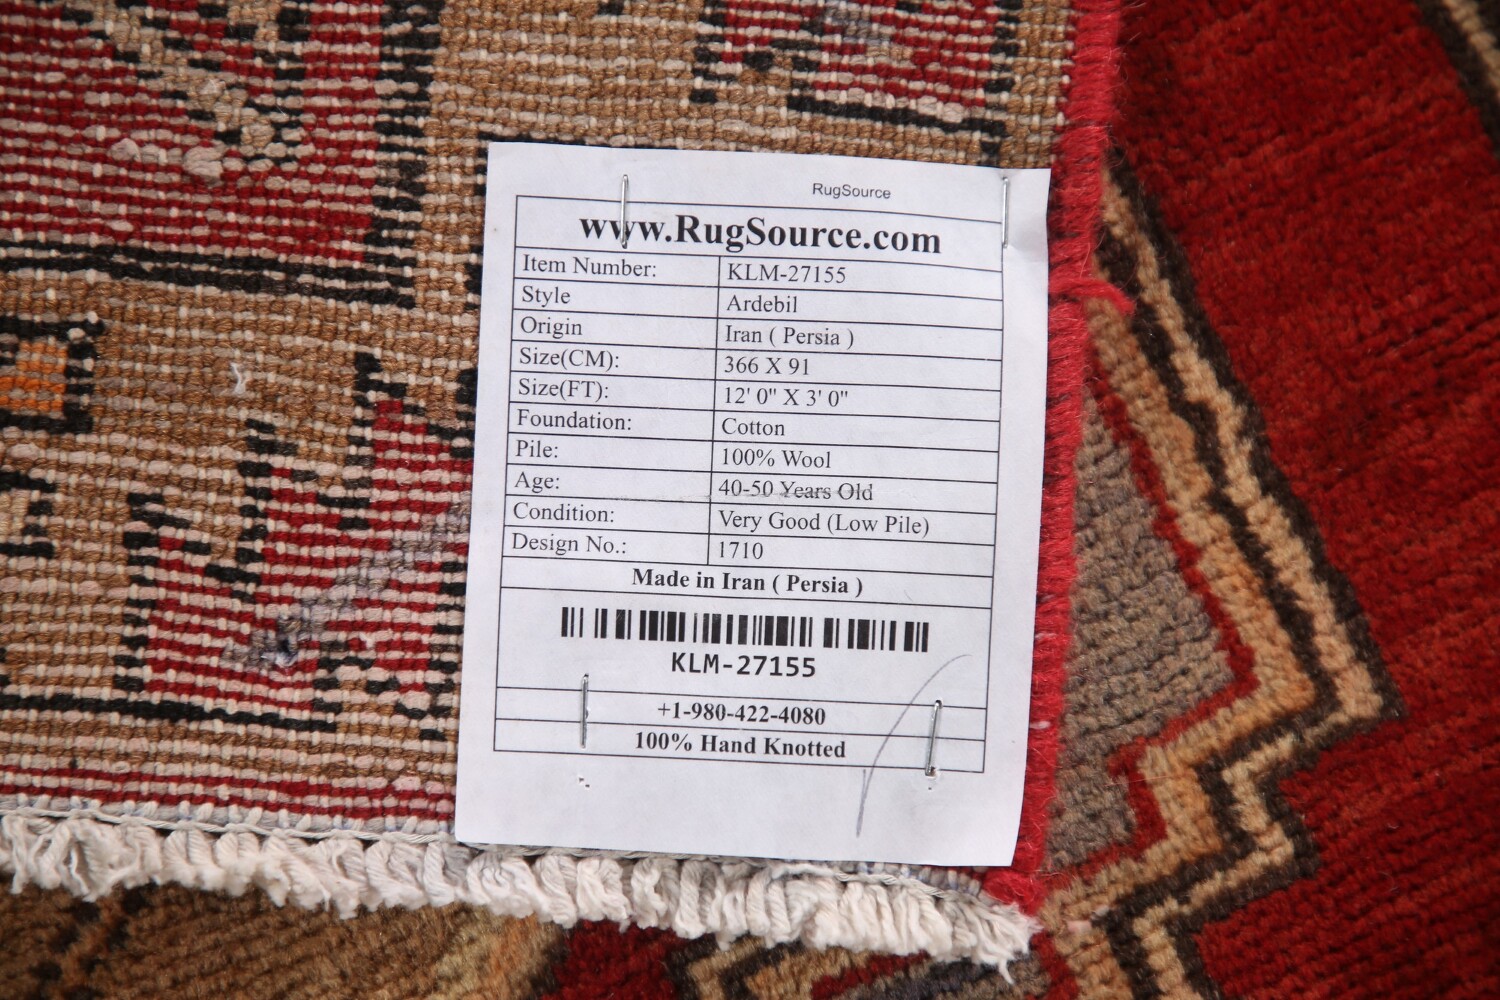 RugSource
www.RugSource.com
Item Number: KLM-27155
Style Ardebil
Origin Iran ( Persia )
Size(CM): 366 X 91
Size(FT): 12' 0" X 3' 0"
Foundation: Cotton
Pile: 100% Wool
Age: 40-50 Years Old
Condition: Very Good (Low Pile)
Design No.: 1710
Made in Iran ( Persia )
KLM-27155
+1-980-422-4080
100% Hand Knotted